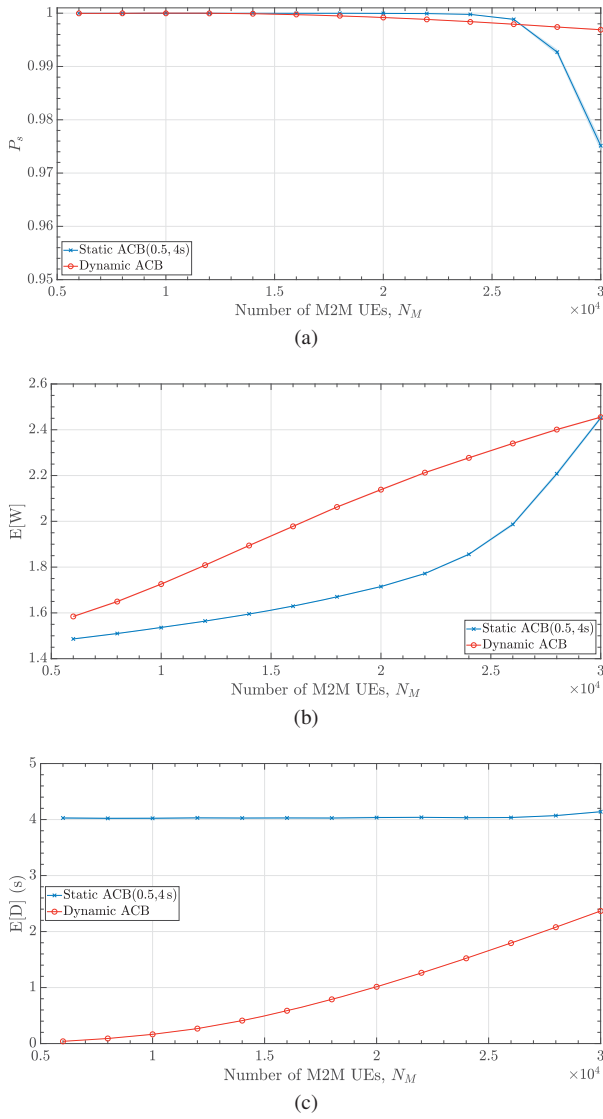 1
0.99
0.98
0.97
0.96
0.95
P_s
Static ACB(0.5, 4s)
Dynamic ACB
0.5 1 1.5 2 2.5 3
Number of M2M UEs, N_M ×10^4
(a)
2.6
2.4
2.2
2
1.8
1.6
1.4
E[W]
Static ACB(0.5, 4s)
Dynamic ACB
0.5 1 1.5 2 2.5 3
Number of M2M UEs, N_M ×10^4
(b)
5
4
3
2
1
0
E[D] (s)
Static ACB(0.5,4 s)
Dynamic ACB
0.5 1 1.5 2 2.5 3
Number of M2M UEs, N_M ×10^4
(c)